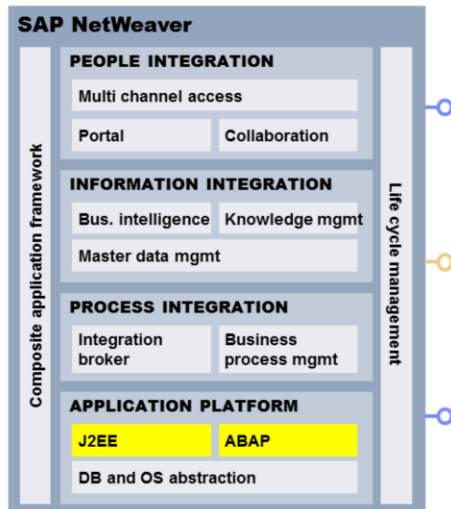 SAP NetWeaver
Composite application framework
PEOPLE INTEGRATION
Multi channel access
Portal
Collaboration
INFORMATION INTEGRATION
Bus. intelligence
Knowledge mgmt
Master data mgmt
PROCESS INTEGRATION
Integration
broker
Business
process mgmt
APPLICATION PLATFORM
J2EE
ABAP
DB and OS abstraction
Life cycle management